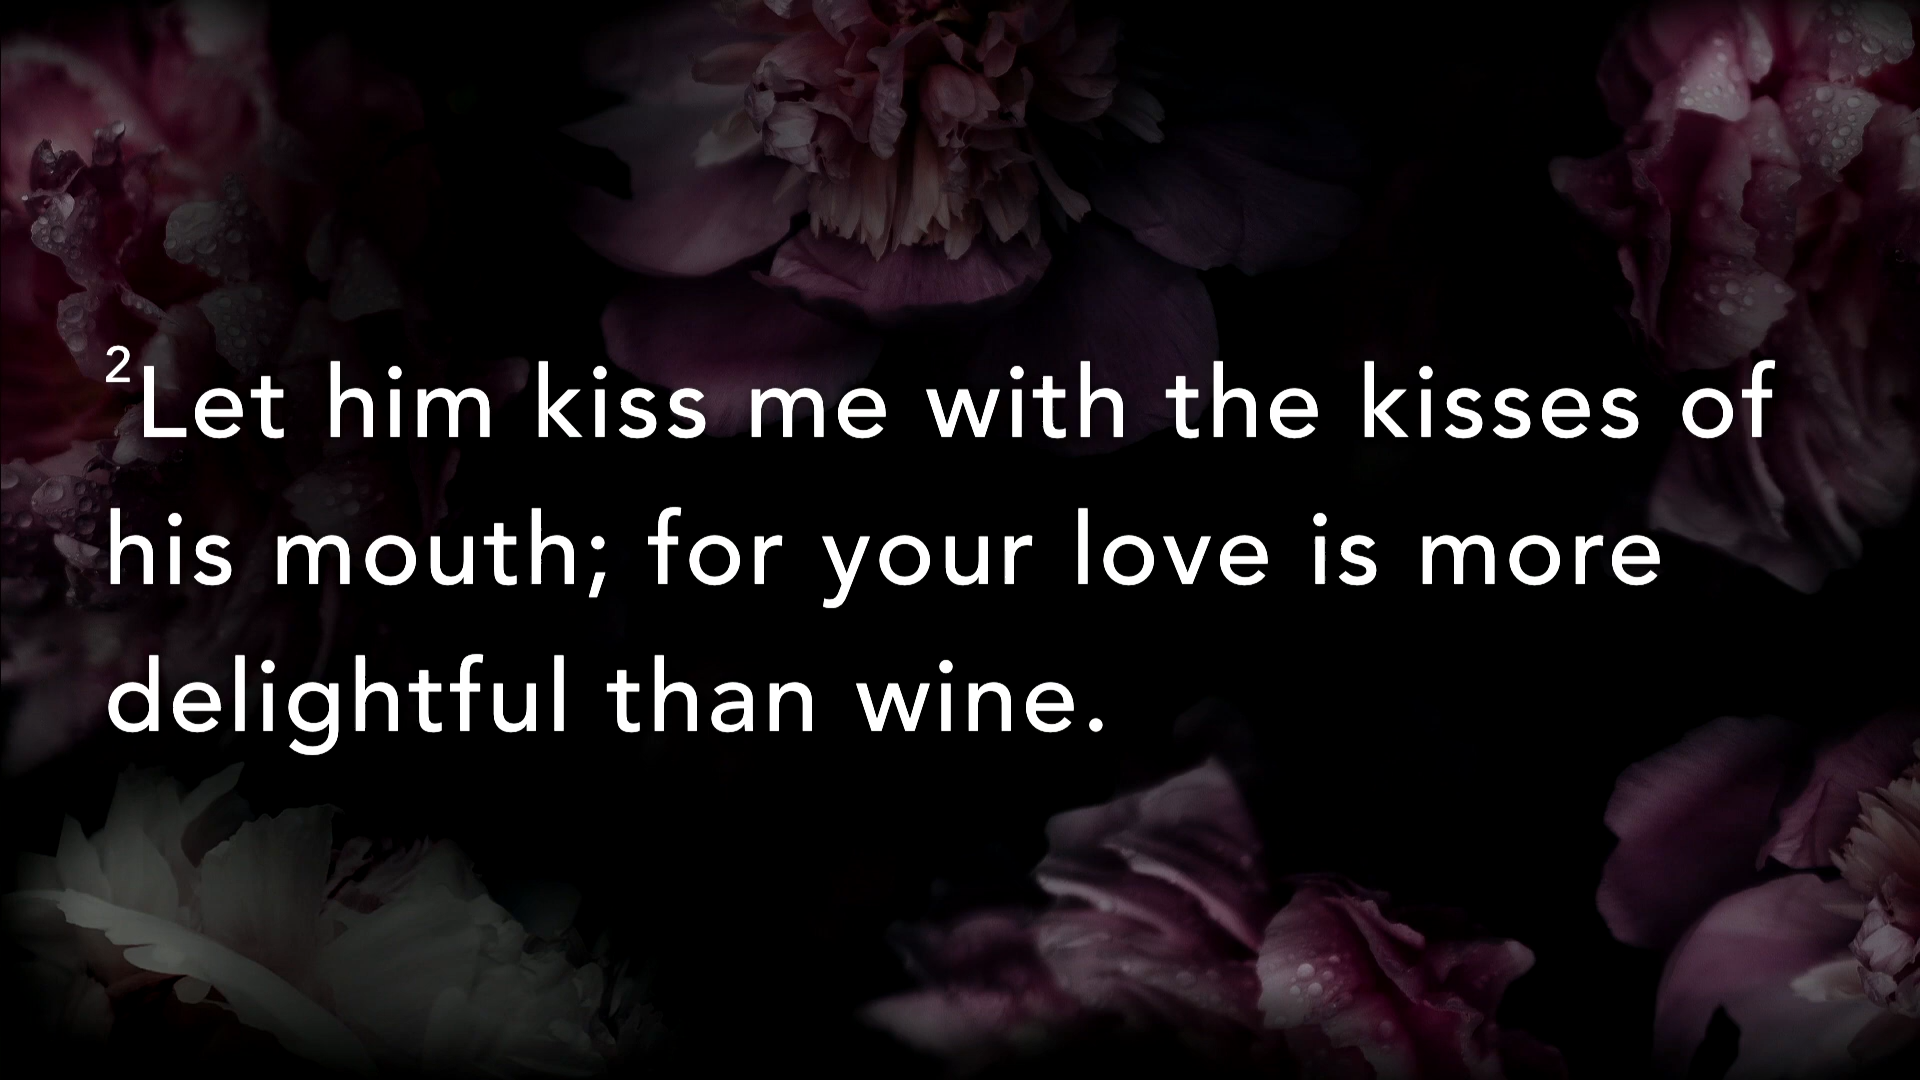 ²Let him kiss me with the kisses of
his mouth; for your love is more
delightful than wine.